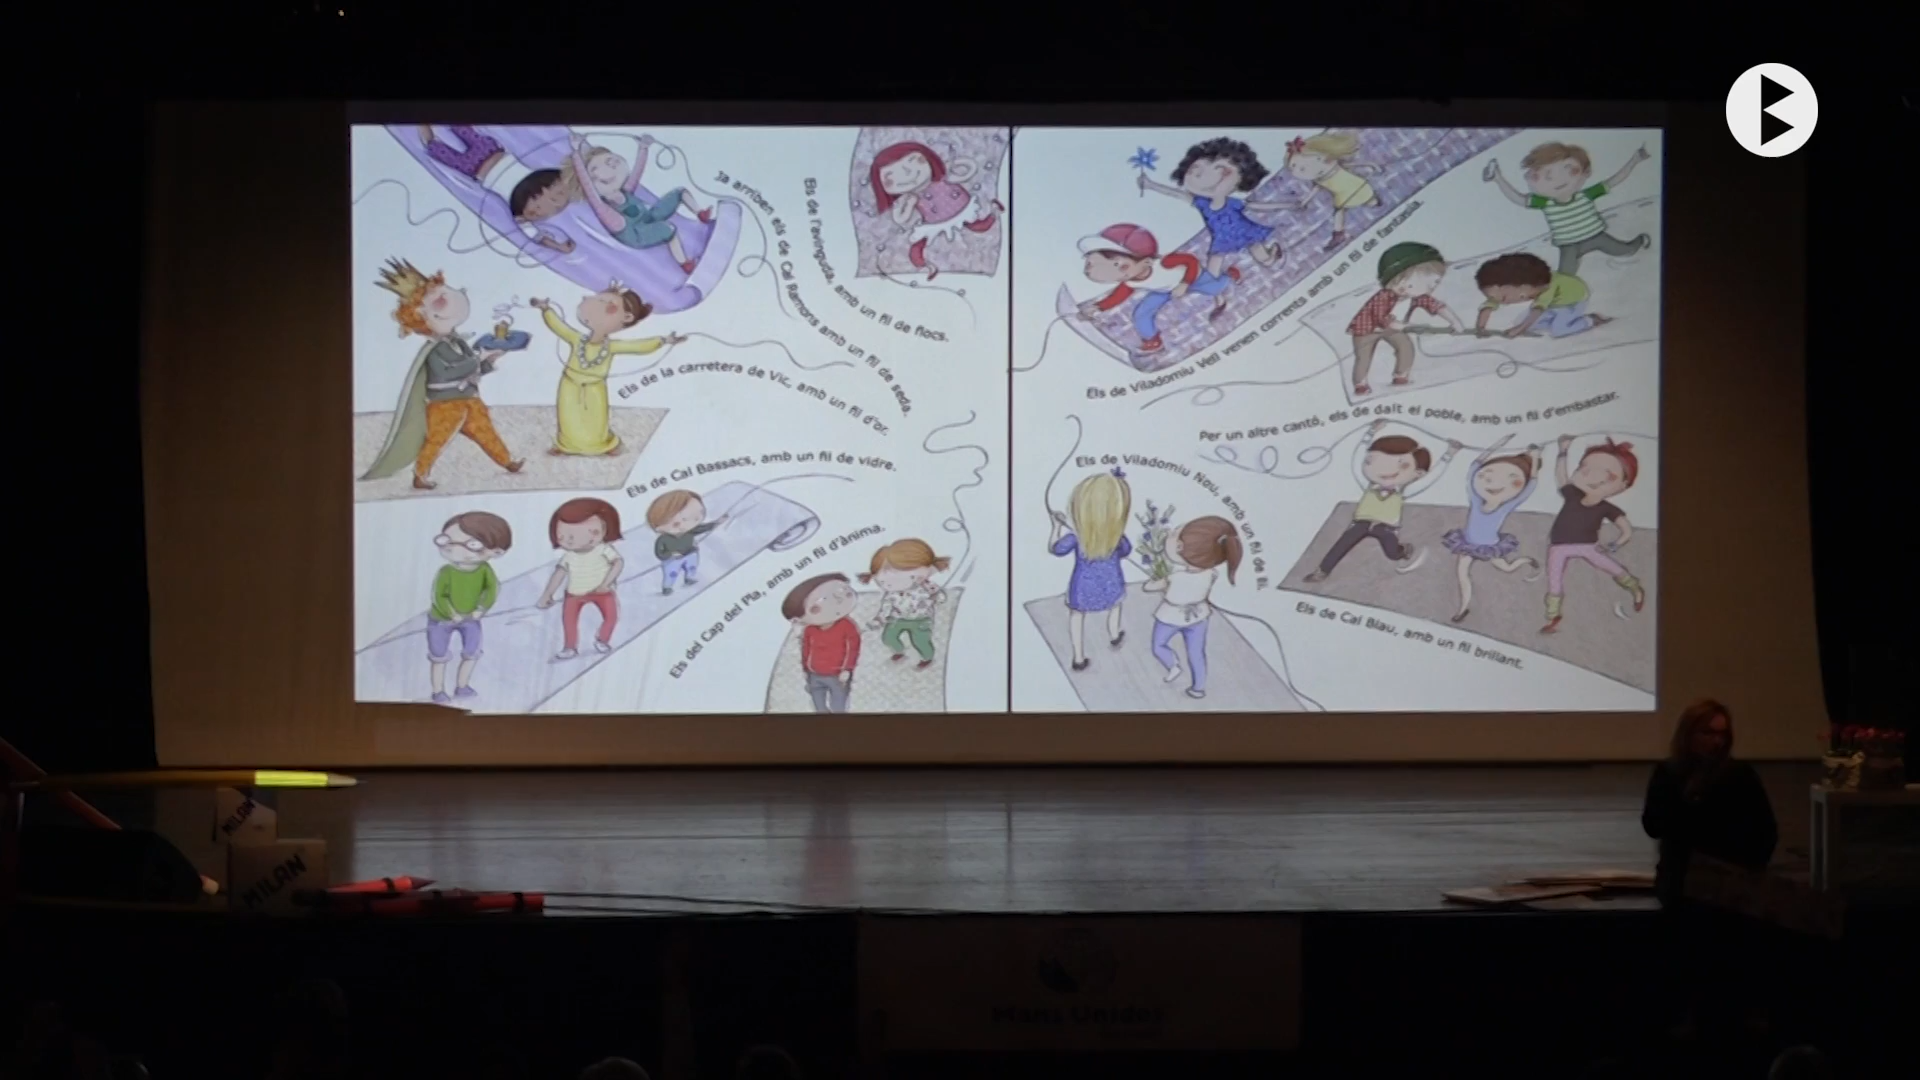 Ja arriben els de Cal Ramons amb un fil de seda.
Els de l'avinguda, amb un fil de flocs.
Els de la carretera de Vic, amb un fil d'or.
Els de Cal Bassacs, amb un fil de vidre.
Els del Cap del Pla, amb un fil d'ànima.
Els de Viladomiu Vell venen corrents amb un fil de fantasia.
Per un altre cantó, els de dalt el poble, amb un fil d'embastar.
Els de Viladomiu Nou, amb un fil de lli.
Els de Cal Blau, amb un fil brillant.
MILAN
MILAN
Mans Unides